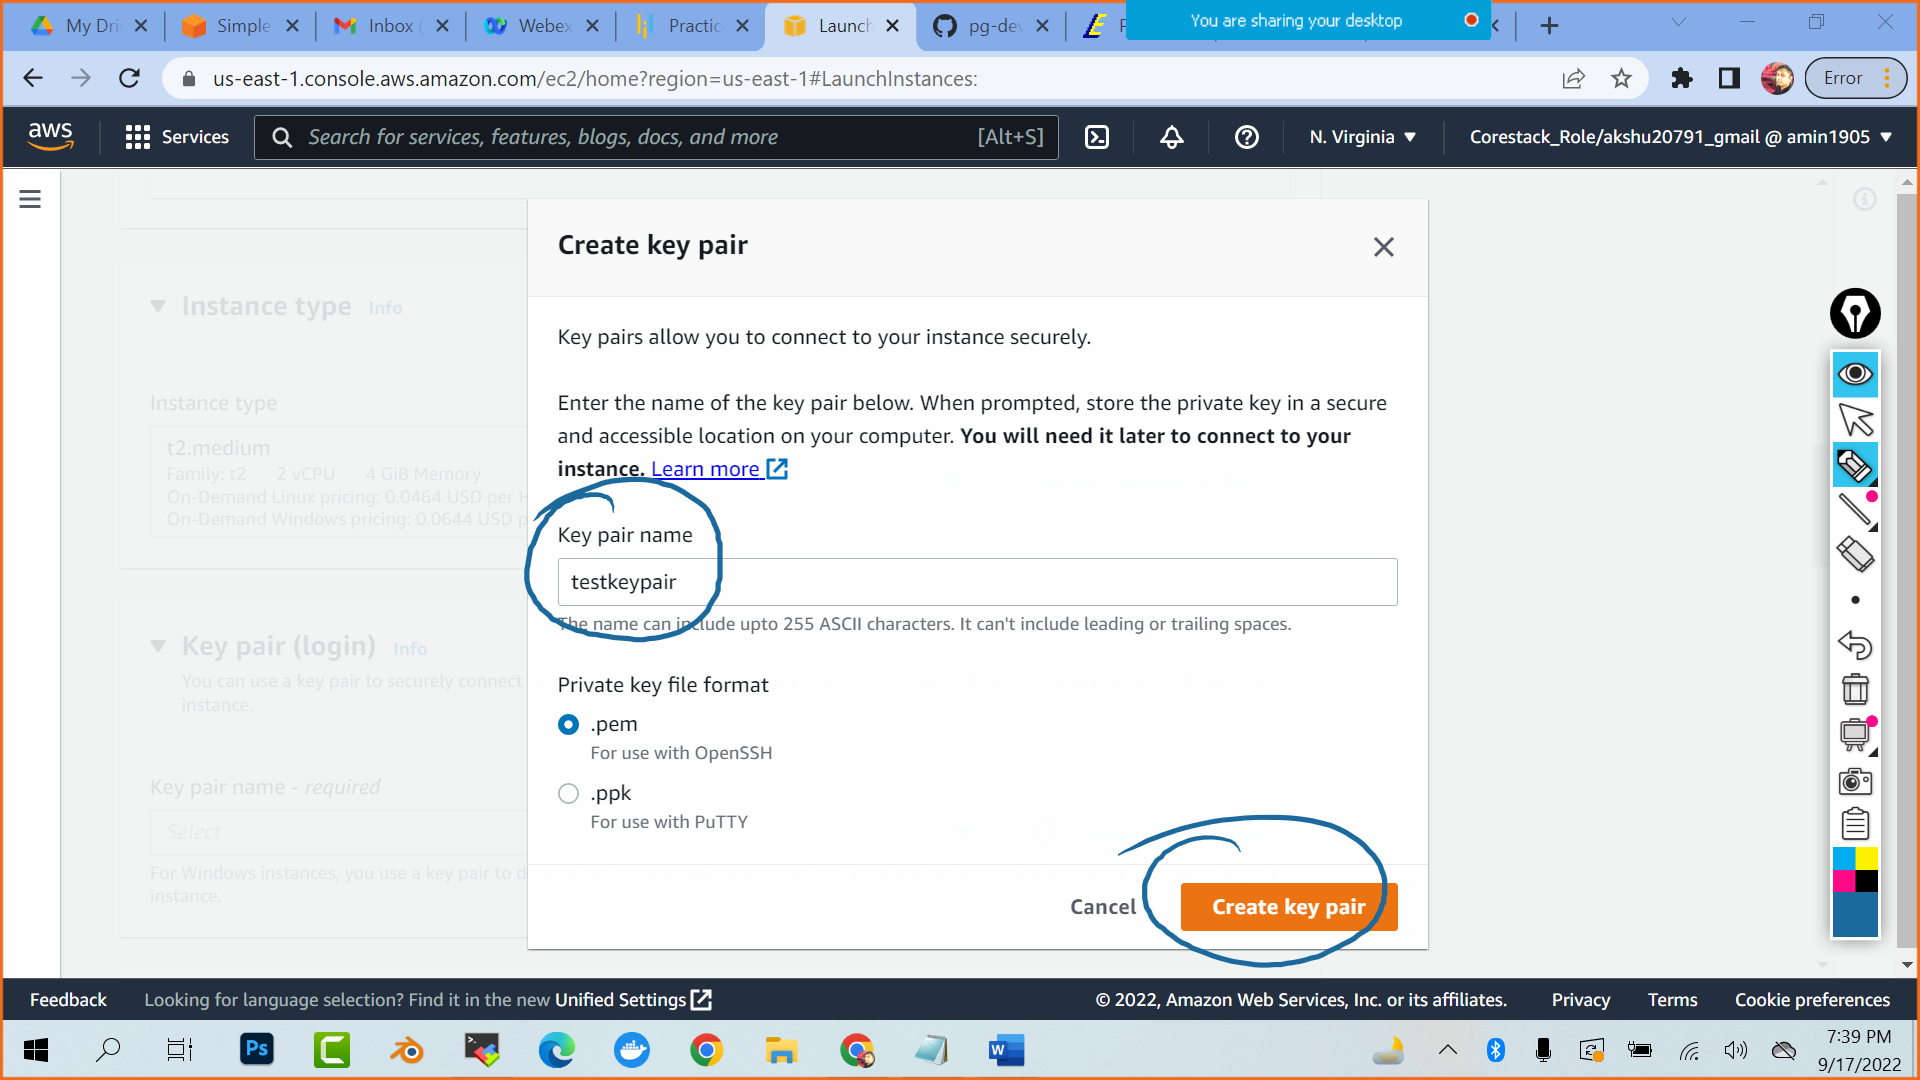 My Dri
Simple
Inbox (
Webex
Practic
Launch
pg-dev
You are sharing your desktop
us-east-1.console.aws.amazon.com/ec2/home?region=us-east-1#LaunchInstances:
Error
aws
Services
Search for services, features, blogs, docs, and more
[Alt+S]
N. Virginia
Corestack_Role/akshu20791_gmail @ amin1905
Create key pair
Instance type Info
Key pairs allow you to connect to your instance securely.
Instance type
t2.medium
Family: t2 2 vCPU 4 GiB Memory
On-Demand Linux pricing: 0.0464 USD per H
On-Demand Windows pricing: 0.0644 USD p
Enter the name of the key pair below. When prompted, store the private key in a secure
and accessible location on your computer. You will need it later to connect to your
instance. Learn more
Key pair name
testkeypair
The name can include upto 255 ASCII characters. It can't include leading or trailing spaces.
Key pair (login) Info
You can use a key pair to securely connect
instance.
Private key file format
.pem
For use with OpenSSH
.ppk
For use with PuTTY
Key pair name - required
Select
For Windows instances, you use a key pair to d
instance.
Cancel
Create key pair
Feedback
Looking for language selection? Find it in the new Unified Settings
© 2022, Amazon Web Services, Inc. or its affiliates.
Privacy
Terms
Cookie preferences
Ps
C
W
7:39 PM
9/17/2022